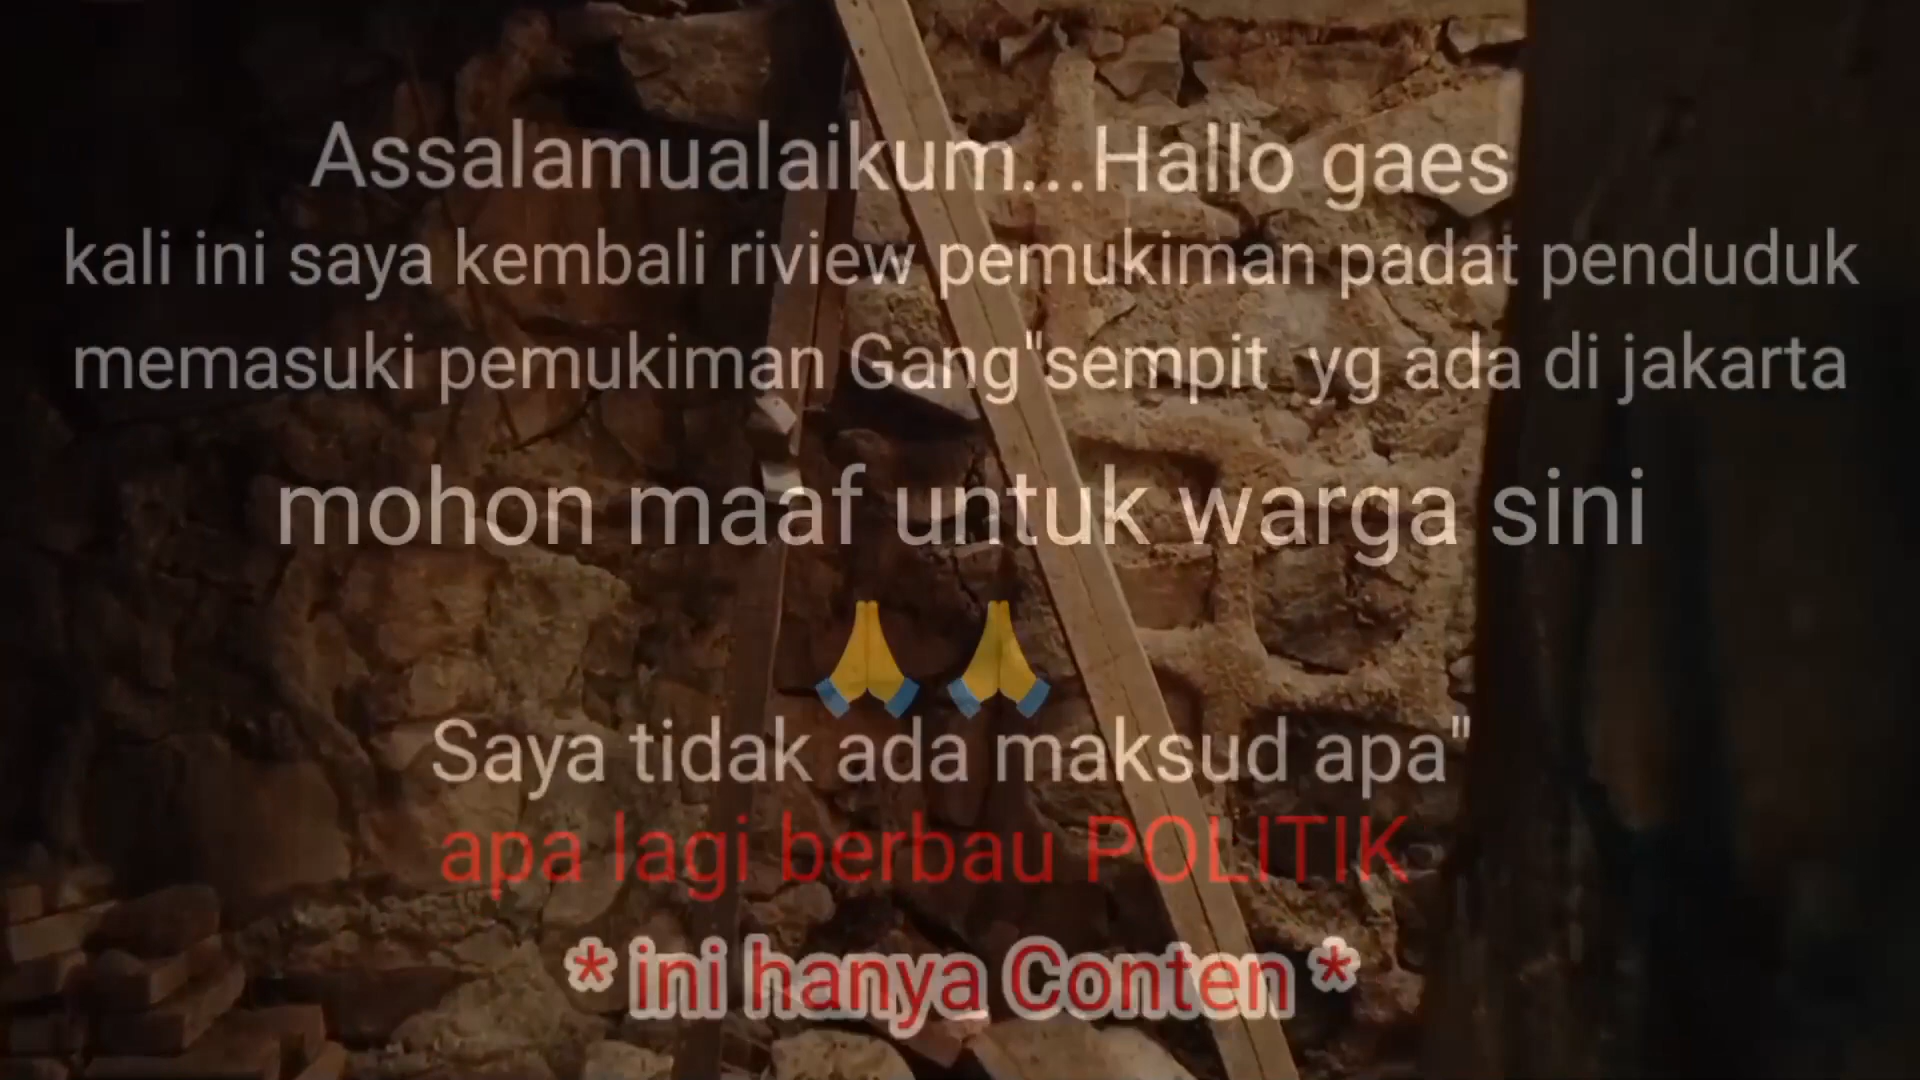 Assalamualaikum...Hallo gaes
kali ini saya kembali riview pemukiman padat penduduk
memasuki pemukiman Gang"sempit yg ada di jakarta
mohon maaf untuk warga sini
🙏 🙏
Saya tidak ada maksud apa"
apa lagi berbau POLITIK
* ini hanya Conten *